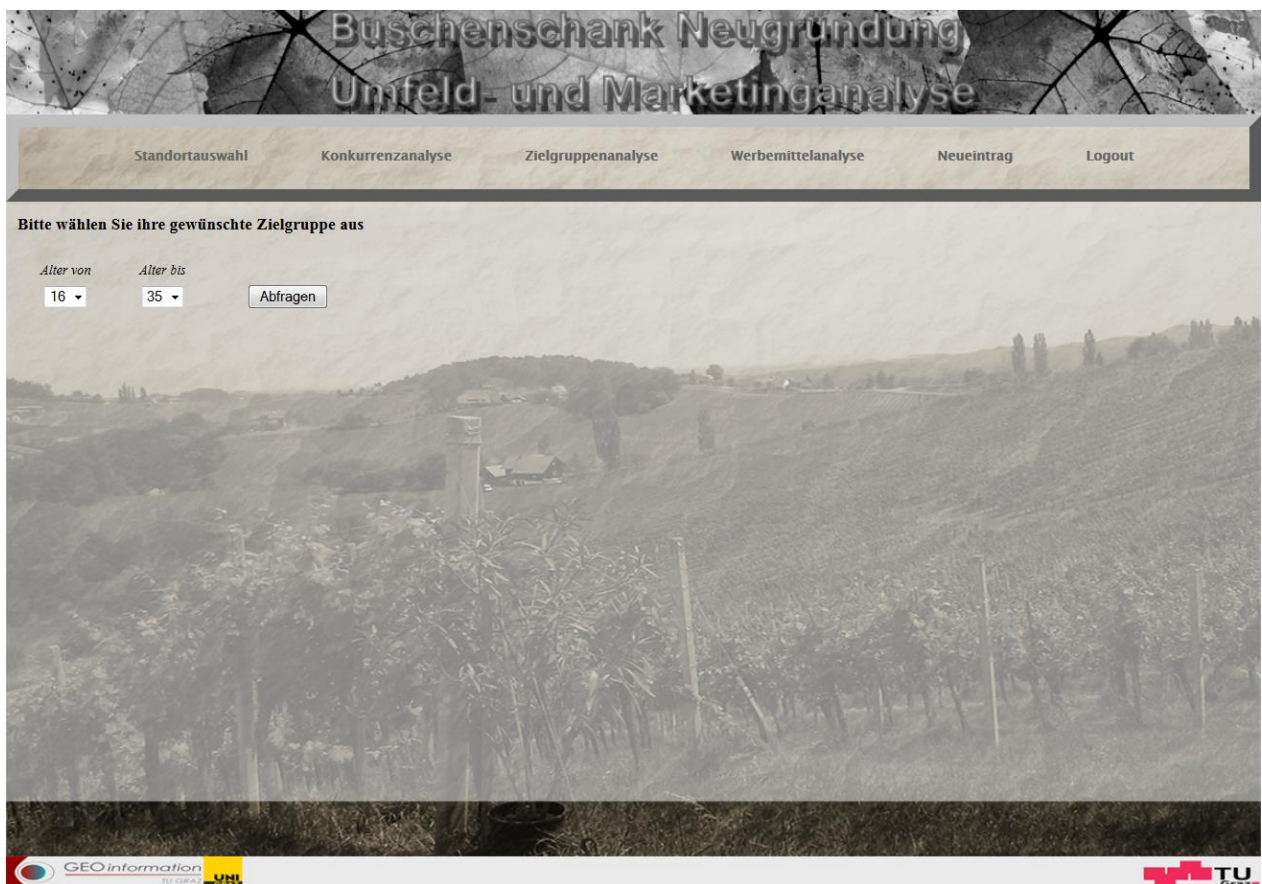 Buschenschank Neugründung
Umfeld- und Marketinganalyse
Standortauswahl Konkurrenzanalyse Zielgruppenanalyse Werbemittelanalyse Neueintrag Logout
Bitte wählen Sie ihre gewünschte Zielgruppe aus
Alter von Alter bis
16 35 Abfragen
GEOinformation
TU GRAZ UNI
TU
Graz